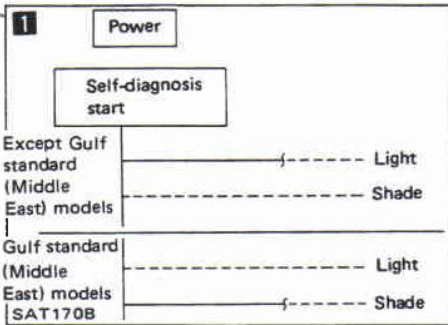 1
Power
Self-diagnosis
start
Except Gulf
standard
(Middle
East) models
Light
Shade
Gulf standard
(Middle
East) models
SAT170B
Light
Shade